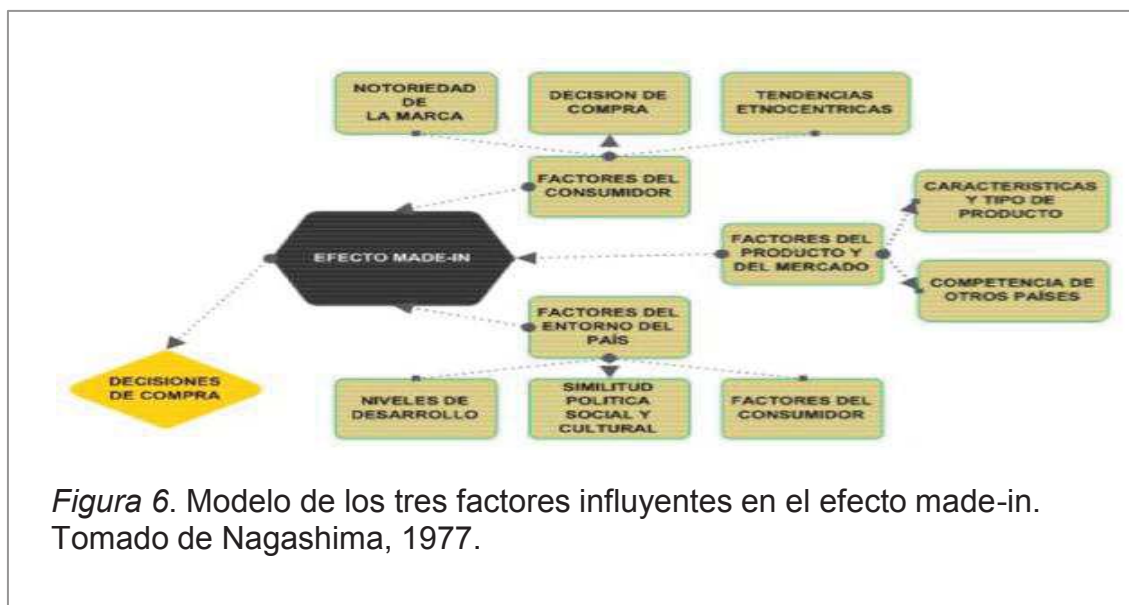 NOTORIEDAD
DE
LA MARCA
DECISION DE
COMPRA
TENDENCIAS
ETNOCENTRICAS
FACTORES DEL
CONSUMIDOR
CARACTERISTICAS
Y TIPO DE
PRODUCTO
EFECTO MADE-IN
FACTORES DEL
PRODUCTO Y
DEL MERCADO
COMPETENCIA DE
OTROS PAÍSES
FACTORES DEL
ENTORNO DEL
PAÍS
DECISIONES
DE COMPRA
NIVELES DE
DESARROLLO
SIMILITUD
POLITICA
SOCIAL Y
CULTURAL
FACTORES DEL
CONSUMIDOR
Figura 6. Modelo de los tres factores influyentes en el efecto made-in.
Tomado de Nagashima, 1977.